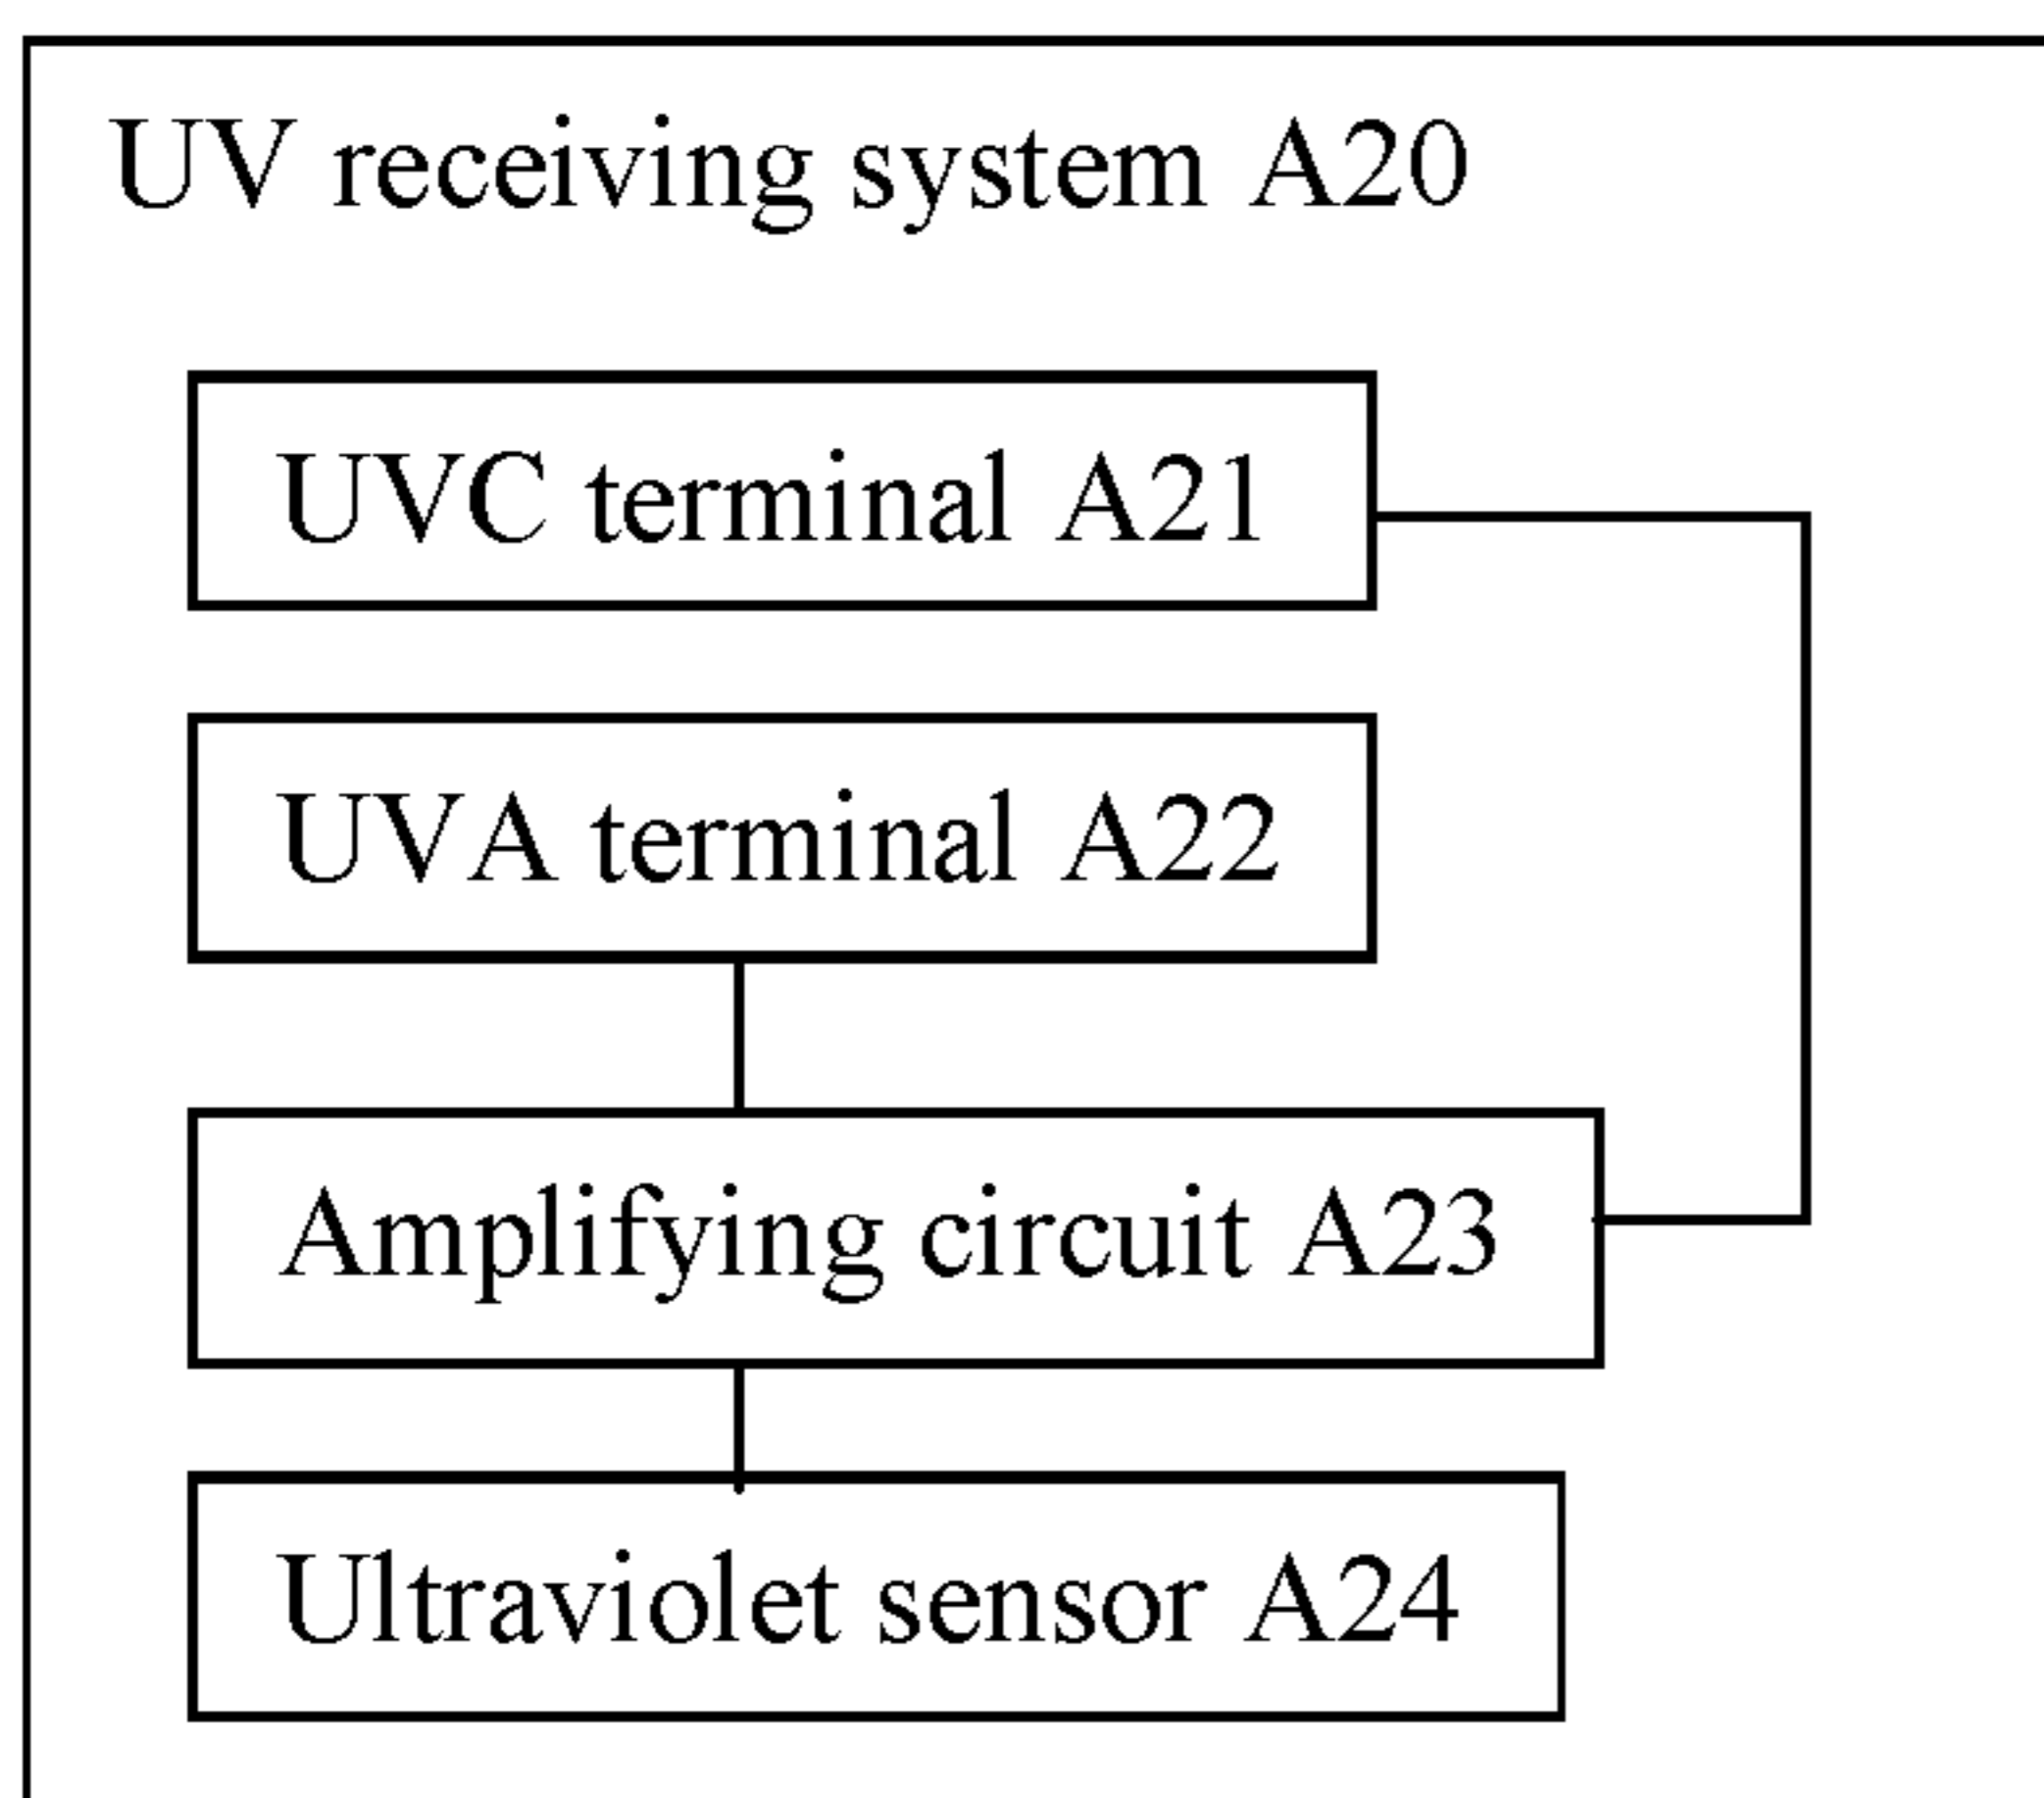 UV receiving system A20
UVC terminal A21
UVA terminal A22
Amplifying circuit A23
Ultraviolet sensor A24